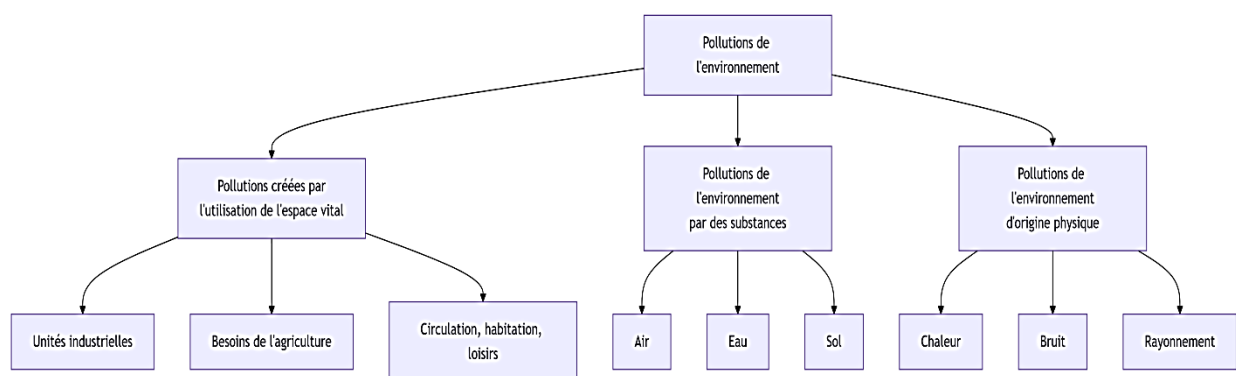 Pollutions de
l'environnement
Pollutions créées par
l'utilisation de l'espace vital
Pollutions de
l'environnement
par des substances
Pollutions de
l'environnement
d'origine physique
Unités industrielles
Besoins de l'agriculture
Circulation, habitation,
loisirs
Air
Eau
Sol
Chaleur
Bruit
Rayonnement